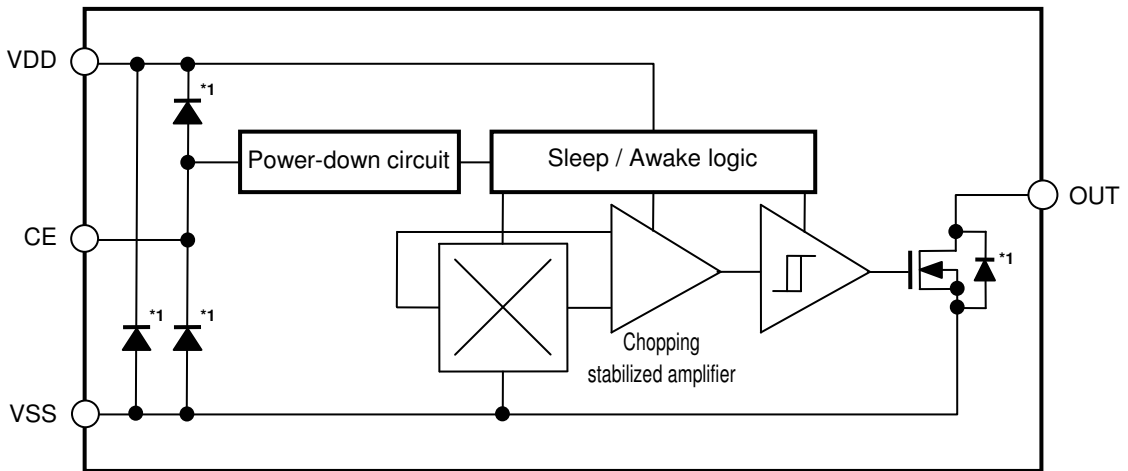 VDD
*1
Power-down circuit
Sleep / Awake logic
OUT
CE
*1
*1
*1
Chopping
stabilized amplifier
VSS